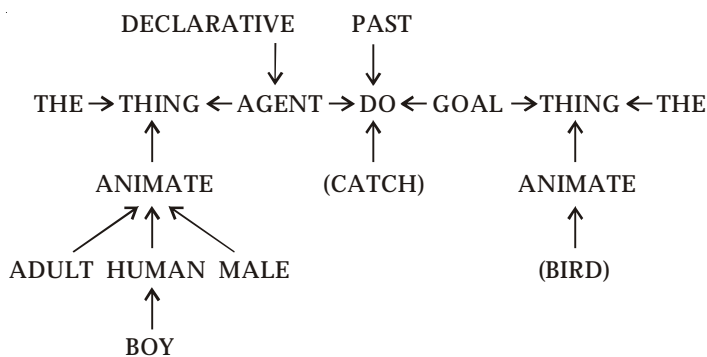 DECLARATIVE PAST
THE THING AGENT DO GOAL THING THE
ANIMATE (CATCH) ANIMATE
ADULT HUMAN MALE (BIRD)
BOY